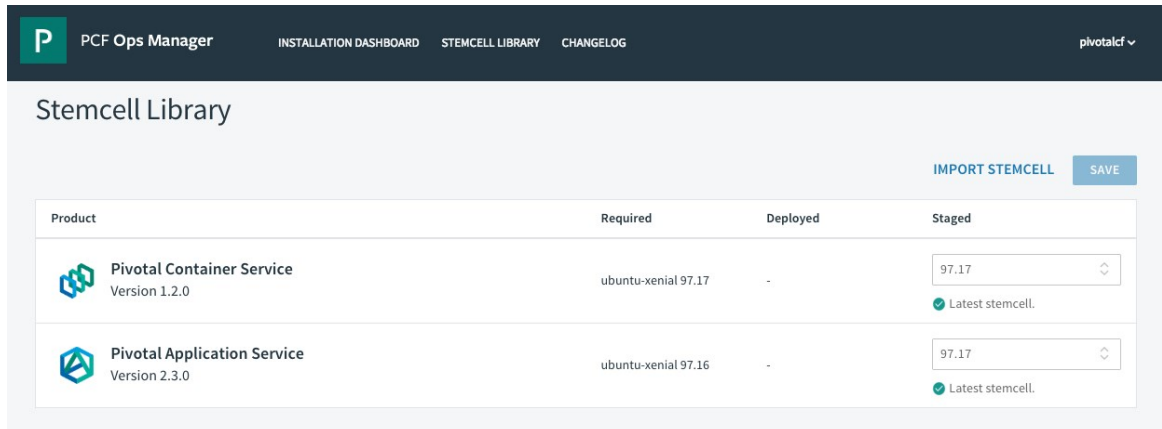 P PCF Ops Manager INSTALLATION DASHBOARD STEMCELL LIBRARY CHANGELOG pivotalcf
Stemcell Library
IMPORT STEMCELL SAVE
Product Required Deployed Staged
Pivotal Container Service
Version 1.2.0
ubuntu-xenial 97.17 - 97.17
Latest stemcell.
Pivotal Application Service
Version 2.3.0
ubuntu-xenial 97.16 - 97.17
Latest stemcell.